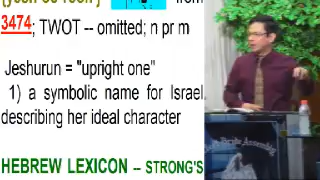 from
3474; TWOT -- omitted; n pr m
Jeshurun = "upright one"
1) a symbolic name for Israel,
describing her ideal character
HEBREW LEXICON -- STRONG'S